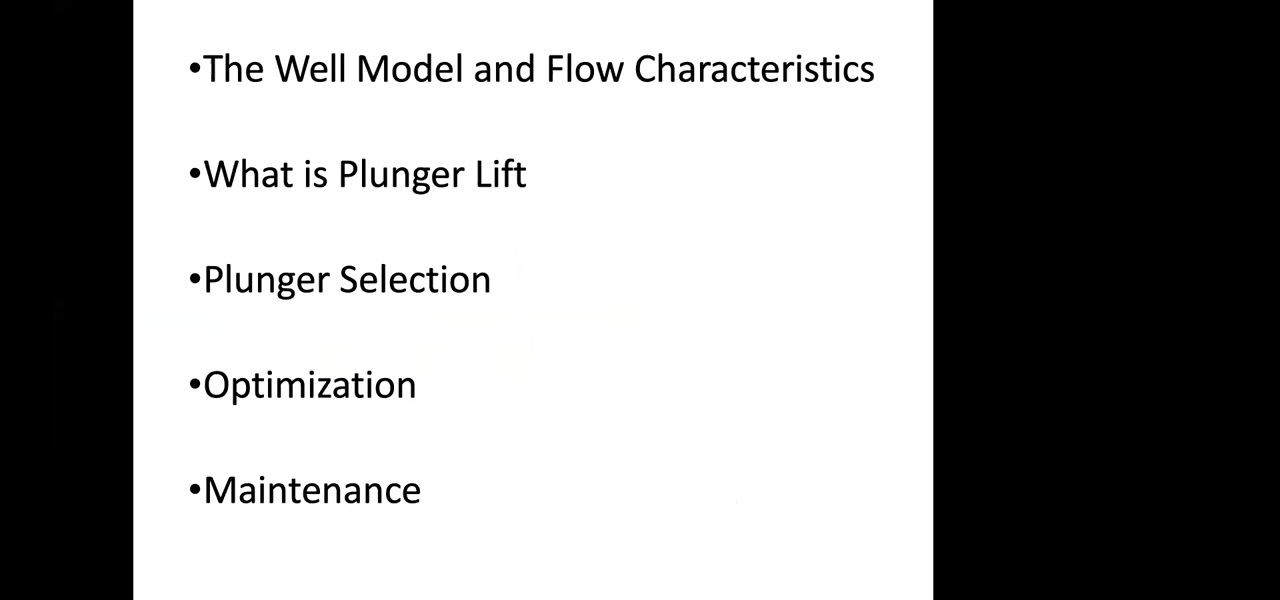 •The Well Model and Flow Characteristics
•What is Plunger Lift
•Plunger Selection
•Optimization
•Maintenance